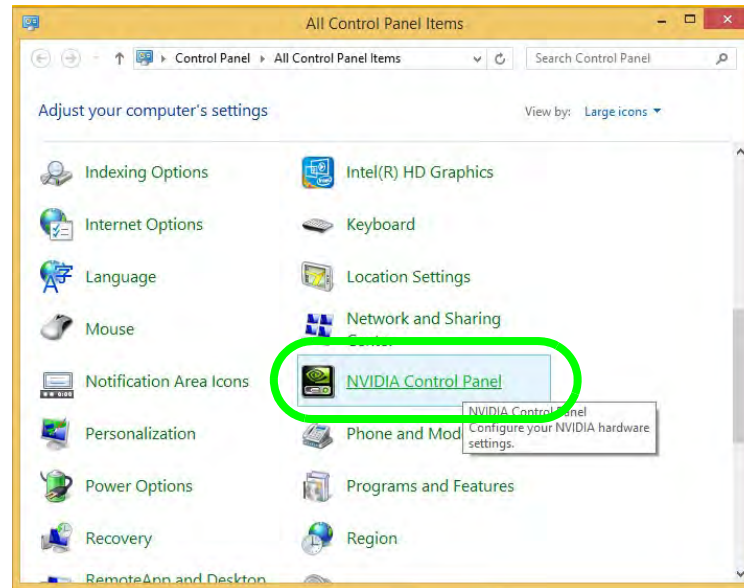 All Control Panel Items
Control Panel All Control Panel Items
Search Control Panel
Adjust your computer's settings
View by: Large icons
Indexing Options
Intel(R) HD Graphics
Internet Options
Keyboard
Language
Location Settings
Mouse
Network and Sharing
Center
Notification Area Icons
NVIDIA Control Panel
NVIDIA Control Panel
Configure your NVIDIA hardware
settings.
Personalization
Phone and Mod
Power Options
Programs and Features
Recovery
Region
RemoteApp and Desktop